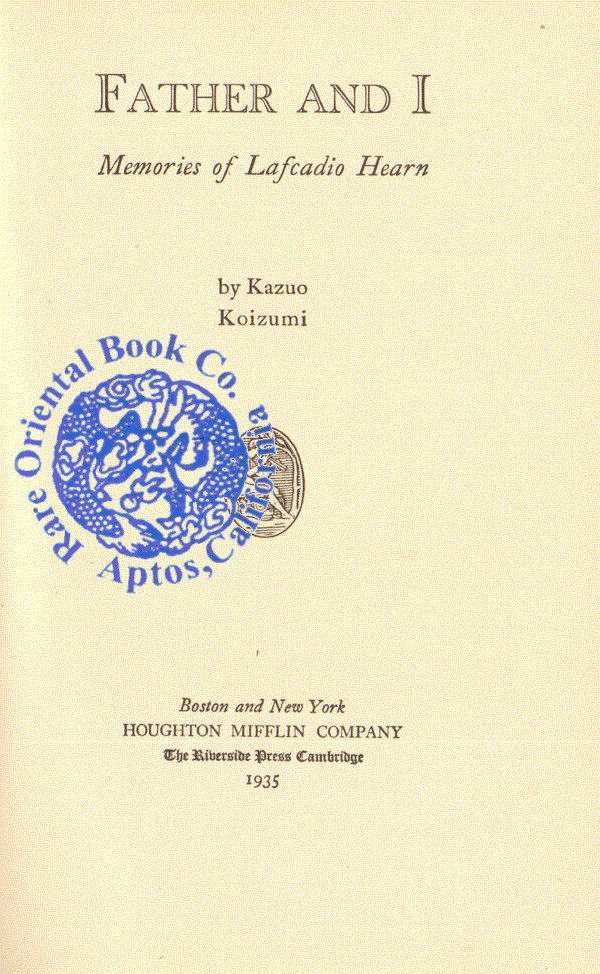 FATHER AND I
Memories of Lafcadio Hearn
by Kazuo
Koizumi
Rare Oriental Book Co.
Aptos, California
Boston and New York
HOUGHTON MIFFLIN COMPANY
The Riverside Press Cambridge
1935